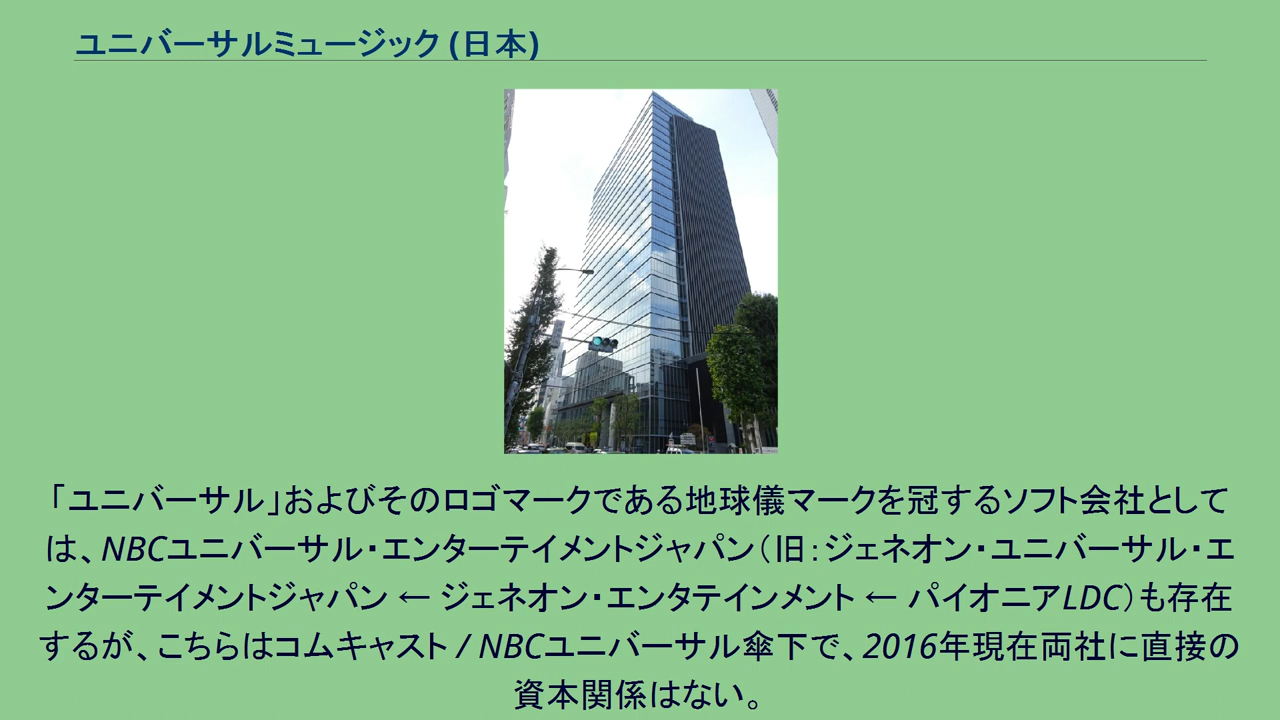 ユニバーサルミュージック (日本)
「ユニバーサル」およびそのロゴマークである地球儀マークを冠するソフト会社として
は、NBCユニバーサル・エンターテイメントジャパン（旧：ジェネオン・ユニバーサル・エ
ンターテイメントジャパン ← ジェネオン・エンタテインメント ← パイオニアLDC）も存在
するが、こちらはコムキャスト / NBCユニバーサル傘下で、2016年現在両社に直接の
資本関係はない。